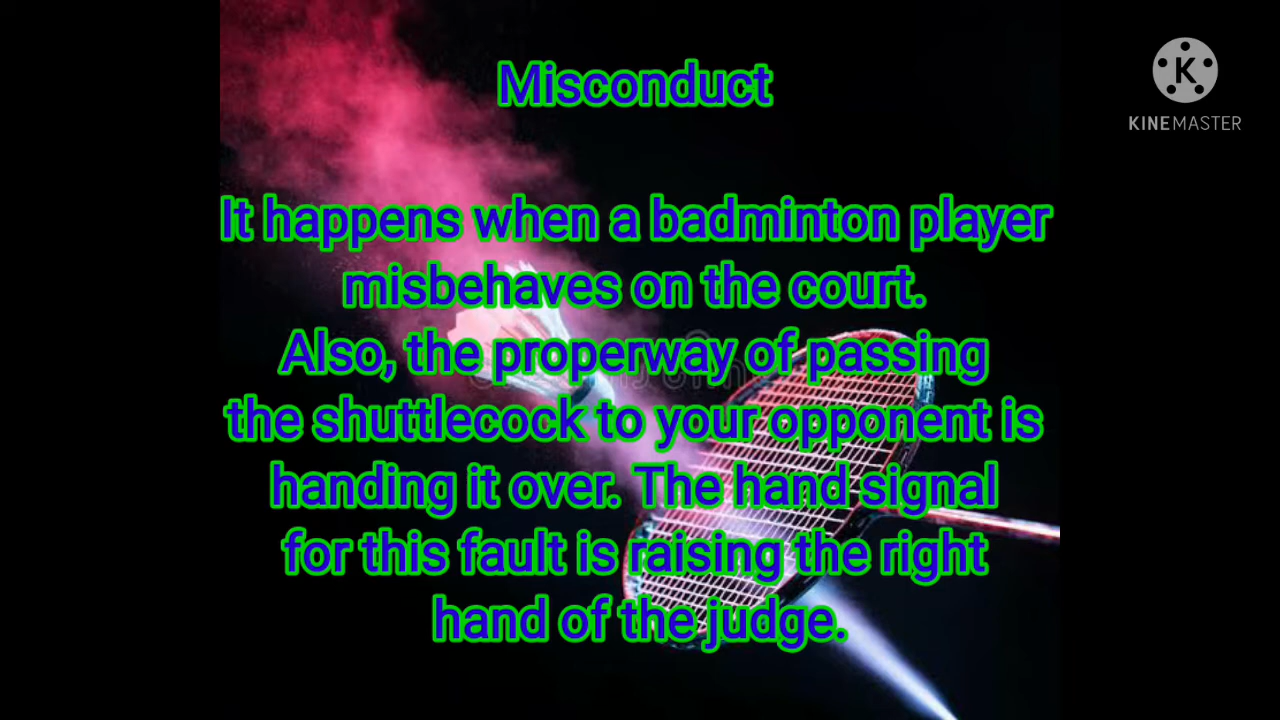 Misconduct
KINEMASTER
It happens when a badminton player
misbehaves on the court.
Also, the properway of passing
the shuttlecock to your opponent is
handing it over. The hand signal
for this fault is raising the right
hand of the judge.